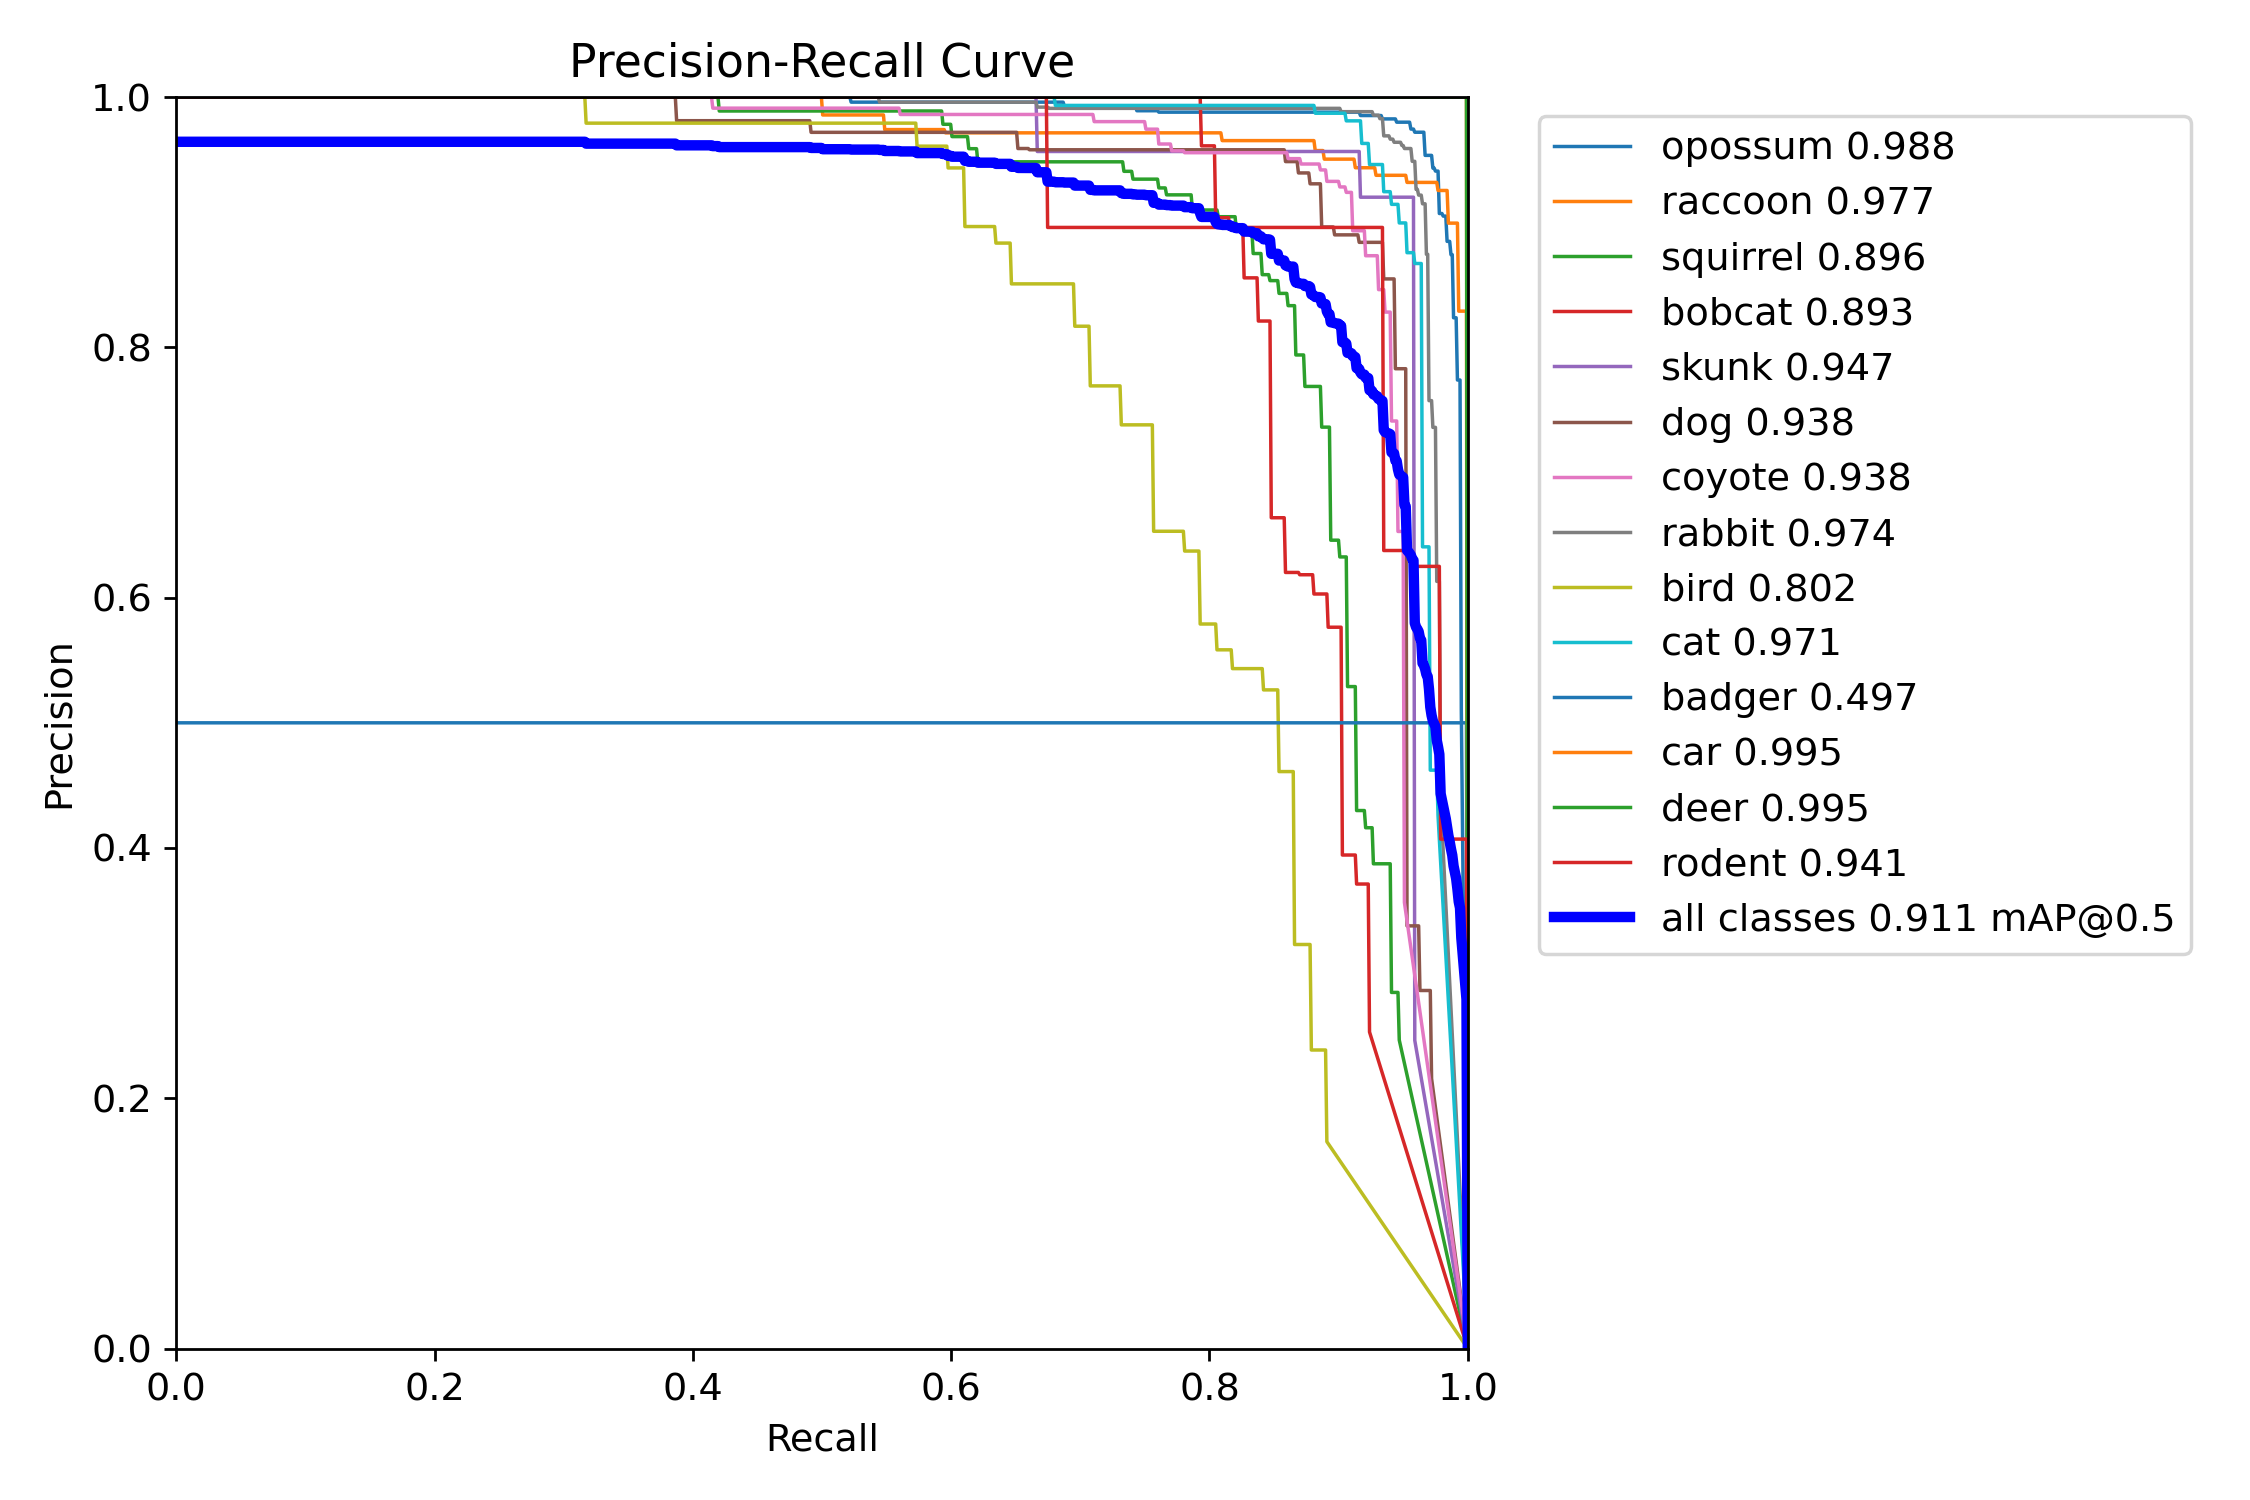 Precision-Recall Curve
1.0
0.8
0.6
0.4
0.2
0.0
Precision
0.0 0.2 0.4 0.6 0.8 1.0
Recall
opossum 0.988
raccoon 0.977
squirrel 0.896
bobcat 0.893
skunk 0.947
dog 0.938
coyote 0.938
rabbit 0.974
bird 0.802
cat 0.971
badger 0.497
car 0.995
deer 0.995
rodent 0.941
all classes 0.911 mAP@0.5